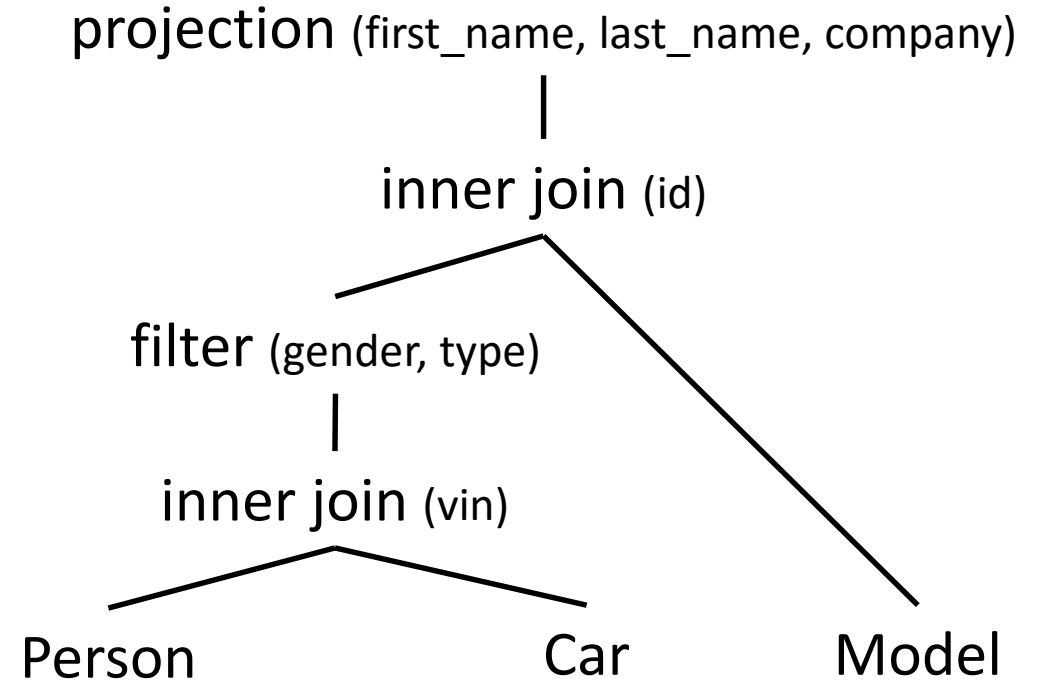 projection (first_name, last_name, company)
inner join (id)
filter (gender, type)
inner join (vin)
Person Car Model